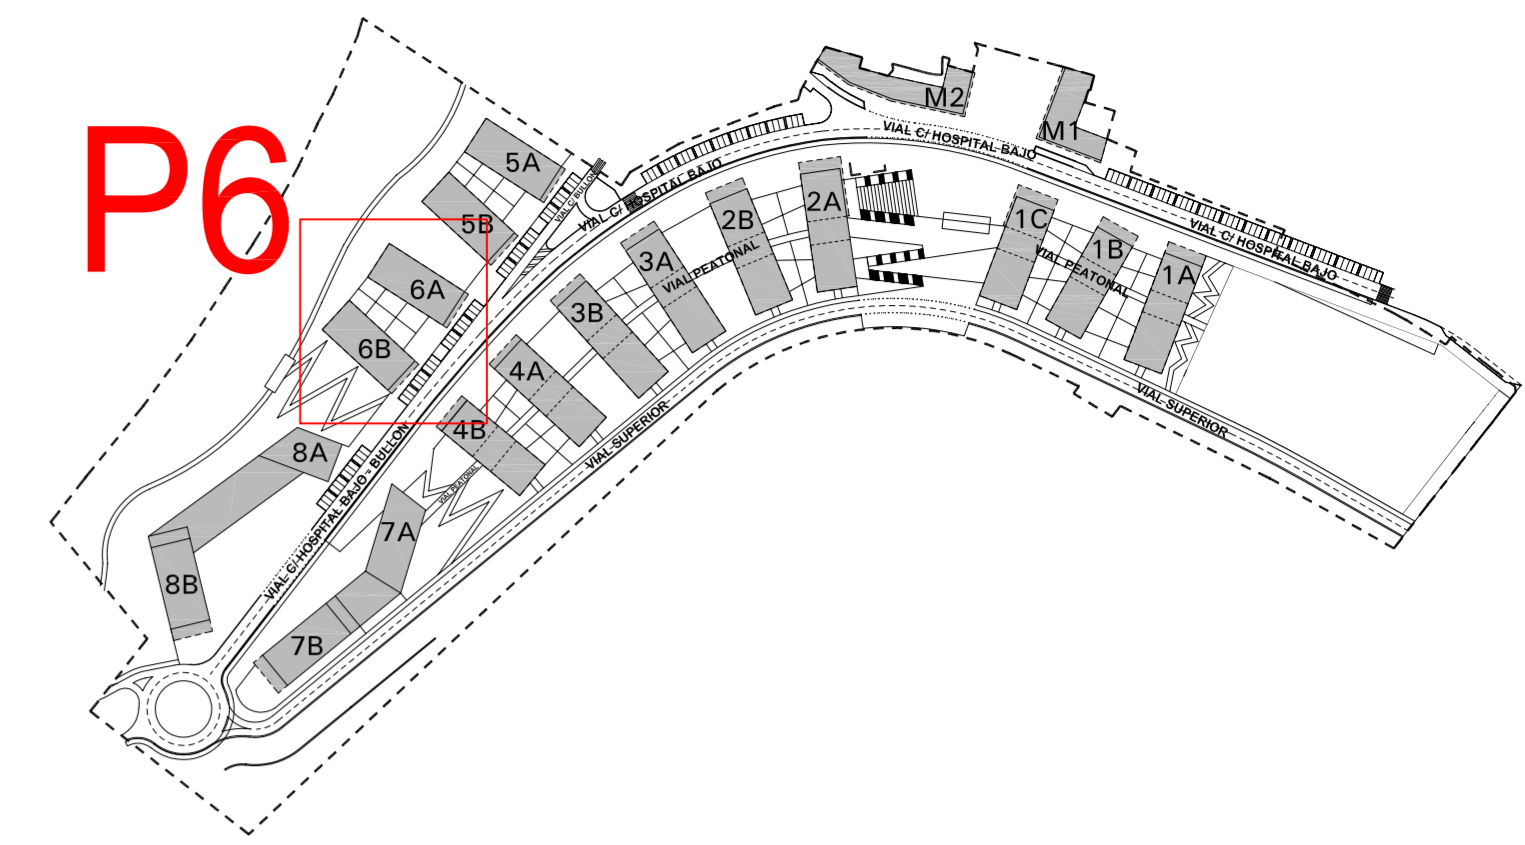 P6
M2
M1
VIAL C/ HOSPITAL BAJO
5A
VIAL C/ BULLON
VIAL C/ HOSPITAL BAJO
5B
2A
2B
1C
VIAL C/ HOSPITAL BAJO
1B
1A
3A
VIAL PEATONAL
VIAL PEATONAL
6A
3B
6B
4A
4B
VIAL SUPERIOR
VIAL SUPERIOR
8A
VIAL C/ HOSPITAL BAJO - BULLON
VIAL PEATONAL
7A
8B
7B